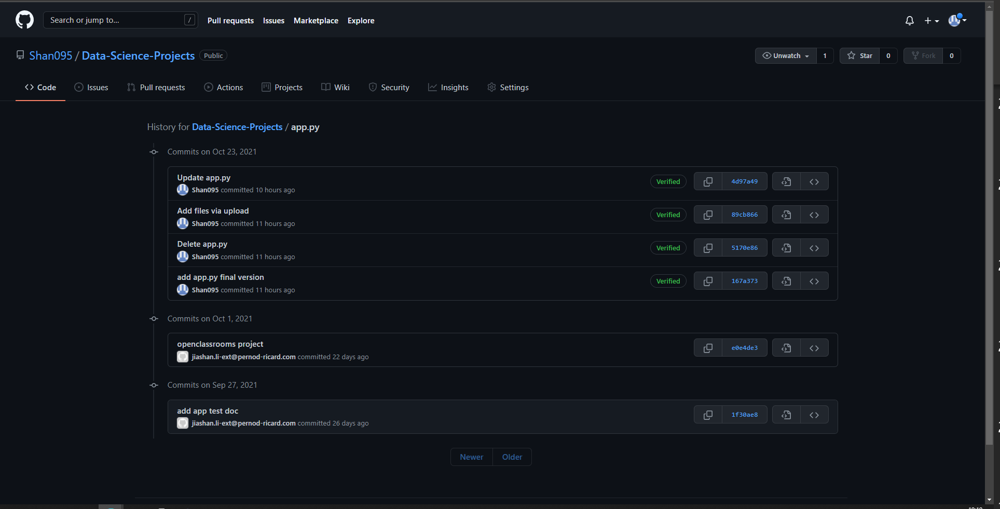 Search or jump to... /
Pull requests Issues Marketplace Explore
Shan095 / Data-Science-Projects Public
Unwatch 1 Star 0 Fork 0
Code Issues Pull requests Actions Projects Wiki Security Insights Settings
History for Data-Science-Projects / app.py
Commits on Oct 23, 2021
Update app.py
Shan095 committed 10 hours ago
Verified 4d97a49
Add files via upload
Shan095 committed 11 hours ago
Verified 89cb866
Delete app.py
Shan095 committed 11 hours ago
Verified 5170e86
add app.py final version
Shan095 committed 11 hours ago
Verified 167a373
Commits on Oct 1, 2021
openclassrooms project
jiashan.li-ext@pernod-ricard.com committed 22 days ago
e0e4de3
Commits on Sep 27, 2021
add app test doc
jiashan.li-ext@pernod-ricard.com committed 26 days ago
1f30ae8
Newer Older